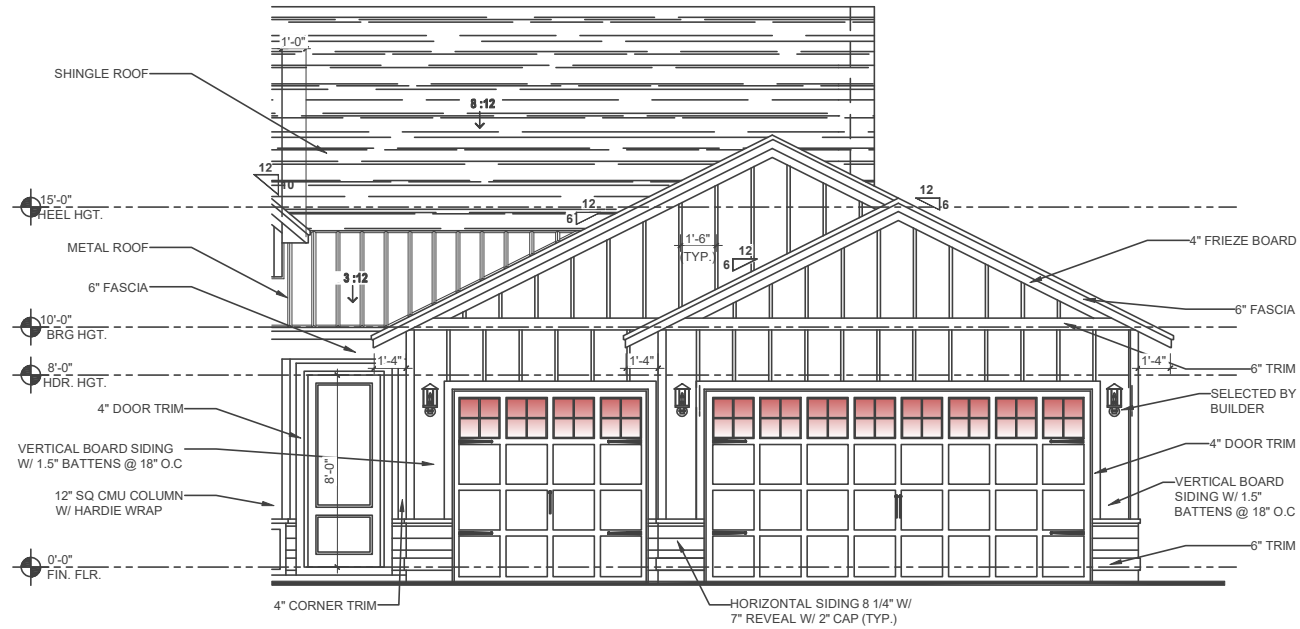 1'-0"
SHINGLE ROOF
8 :12
12
10
15'-0"
HEEL HGT.
12
6
12
6
METAL ROOF
1'-6"
(TYP.)
12
6
4" FRIEZE BOARD
3 :12
6" FASCIA
6" FASCIA
10'-0"
BRG HGT.
1'-4"
1'-4"
1'-4"
6" TRIM
8'-0"
HDR. HGT.
SELECTED BY
BUILDER
4" DOOR TRIM
4" DOOR TRIM
VERTICAL BOARD SIDING
W/ 1.5" BATTENS @ 18" O.C
8'-0"
VERTICAL BOARD
SIDING W/ 1.5"
BATTENS @ 18" O.C
12" SQ CMU COLUMN
W/ HARDIE WRAP
6" TRIM
0'-0"
FIN. FLR.
4" CORNER TRIM
HORIZONTAL SIDING 8 1/4" W/
7" REVEAL W/ 2" CAP (TYP.)